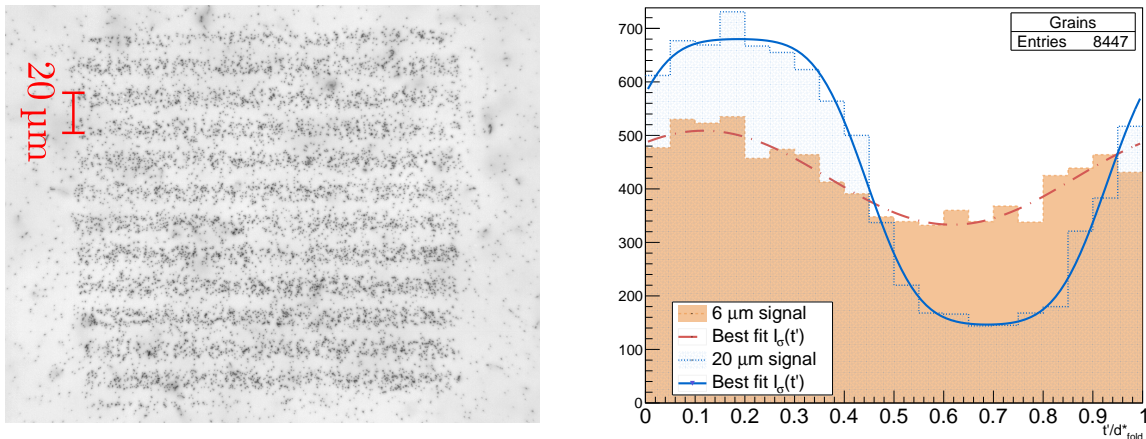 20 μm
700
600
500
400
300
200
100
0
Grains
Entries 8447
6 μm signal
Best fit I_σ(t')
20 μm signal
Best fit I_σ(t')
0 0.1 0.2 0.3 0.4 0.5 0.6 0.7 0.8 0.9 1
t'/d*_fold